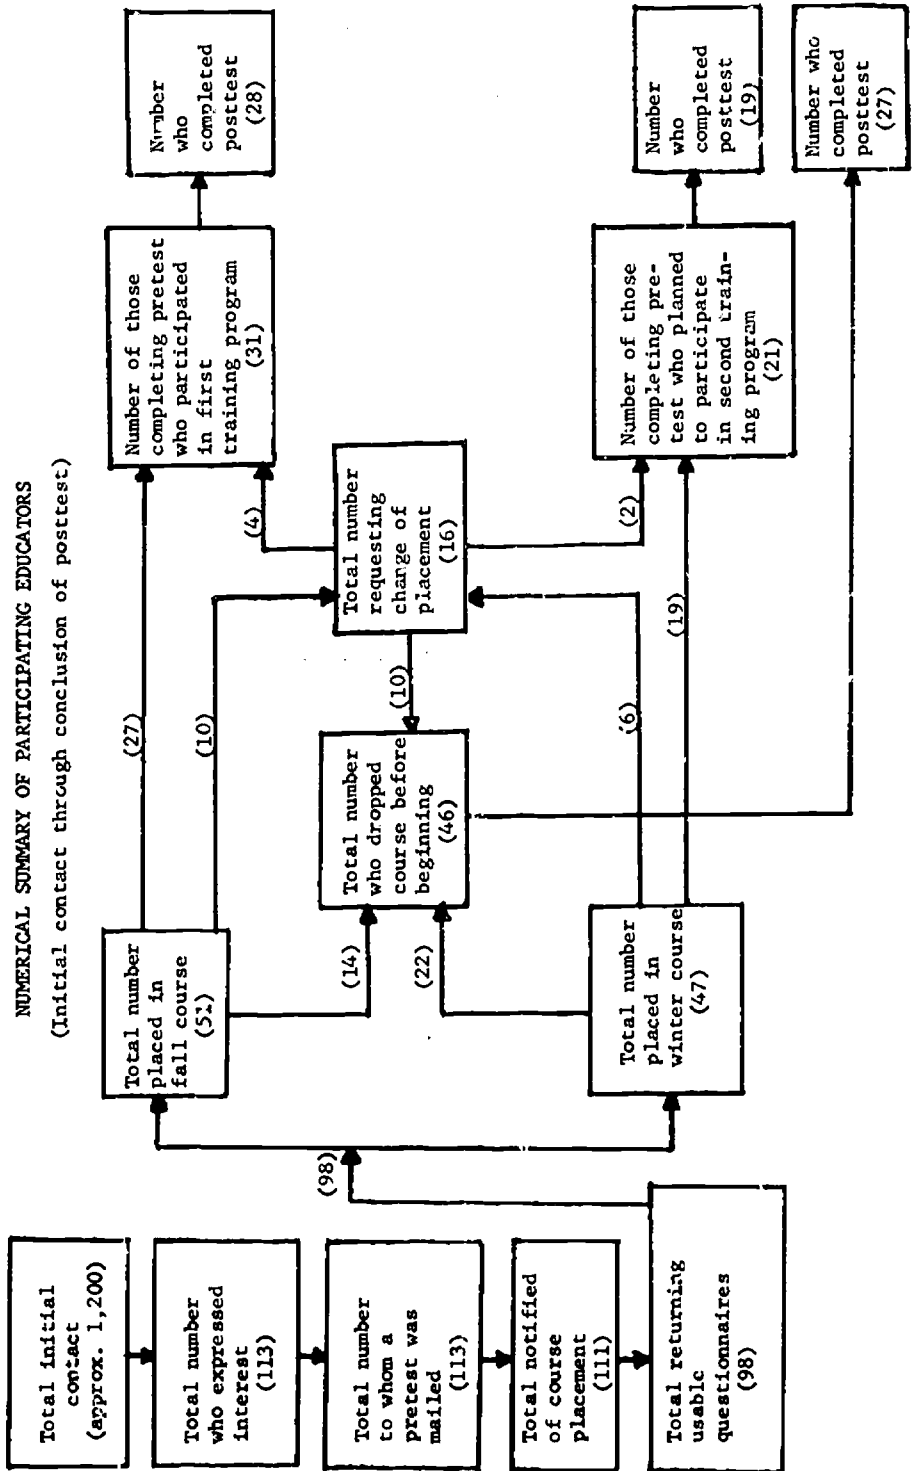 NUMERICAL SUMMARY OF PARTICIPATING EDUCATORS
(Initial contact through conclusion of posttest)
Total initial
contact
(approx. 1,200)
Total number
who expressed
interest
(113)
Total number
to whom a
pretest was
mailed
(113)
Total notified
of course
placement
(111)
Total returning
usable
questionnaires
(98)
(98)
Total number
placed in
fall course
(51)
Total number
placed in
winter course
(47)
(27)
(10)
(14)
(22)
(6)
(19)
Total number
who dropped
course before
beginning
(46)
(10)
Total number
requesting
change of
placement
(16)
(4)
(2)
Number of those
completing pretest
who participated
in first
training program
(31)
Number of those
completing pre-
test who planned
to participate
in second train-
ing program
(21)
Number
who
completed
posttest
(28)
Number
who
completed
posttest
(19)
Number who
completed
posttest
(27)